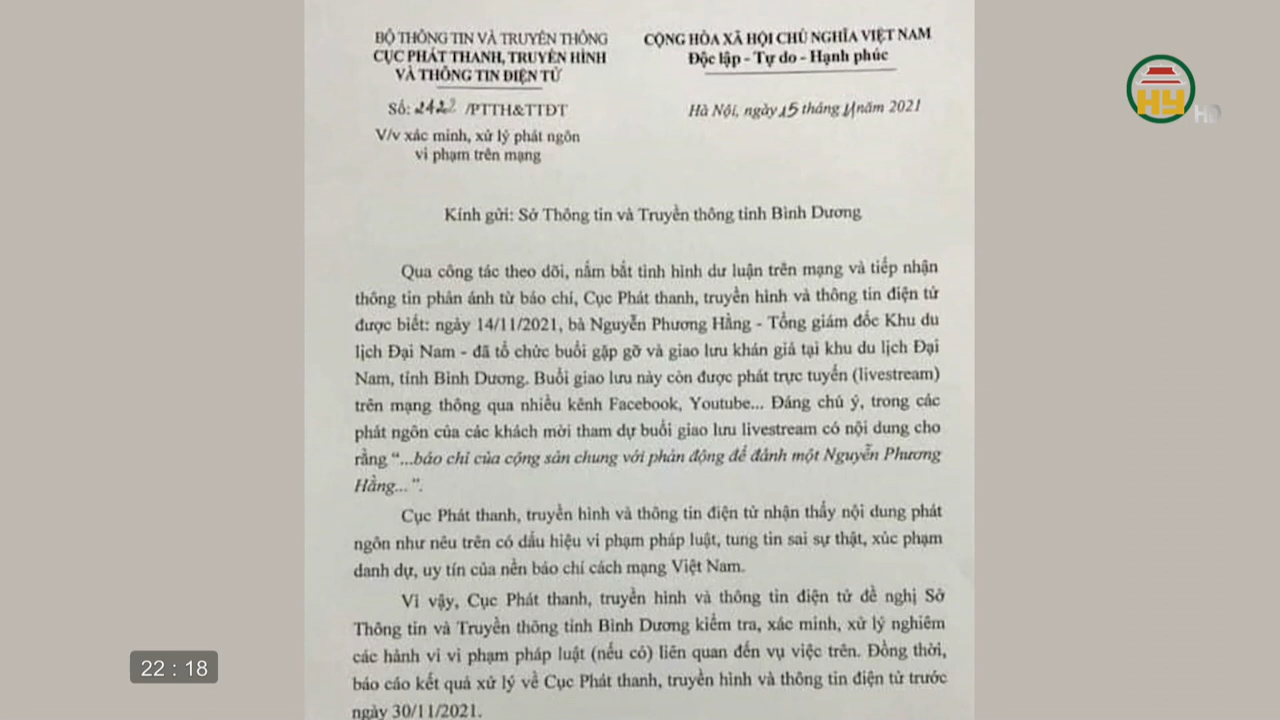 BỘ THÔNG TIN VÀ TRUYỀN THÔNG
CỤC PHÁT THANH, TRUYỀN HÌNH
VÀ THÔNG TIN ĐIỆN TỬ
Số: 2422 /PTTH&TTĐT
V/v xác minh, xử lý phát ngôn
vi phạm trên mạng
CỘNG HÒA XÃ HỘI CHỦ NGHĨA VIỆT NAM
Độc lập - Tự do - Hạnh phúc
Hà Nội, ngày 15 tháng 11 năm 2021
HY HD
Kính gửi: Sở Thông tin và Truyền thông tỉnh Bình Dương
Qua công tác theo dõi, nắm bắt tình hình dư luận trên mạng và tiếp nhận
thông tin phản ánh từ báo chí, Cục Phát thanh, truyền hình và thông tin điện tử
được biết: ngày 14/11/2021, bà Nguyễn Phương Hằng - Tổng giám đốc Khu du
lịch Đại Nam - đã tổ chức buổi gặp gỡ và giao lưu khán giả tại khu du lịch Đại
Nam, tỉnh Bình Dương. Buổi giao lưu này còn được phát trực tuyến (livestream)
trên mạng thông qua nhiều kênh Facebook, Youtube... Đáng chú ý, trong các
phát ngôn của các khách mời tham dự buổi giao lưu livestream có nội dung cho
rằng “...báo chí của cộng sản chung với phản động để đánh một Nguyễn Phương
Hằng...”.
Cục Phát thanh, truyền hình và thông tin điện tử nhận thấy nội dung phát
ngôn như nêu trên có dấu hiệu vi phạm pháp luật, tung tin sai sự thật, xúc phạm
danh dự, uy tín của nền báo chí cách mạng Việt Nam.
Vì vậy, Cục Phát thanh, truyền hình và thông tin điện tử đề nghị Sở
Thông tin và Truyền thông tỉnh Bình Dương kiểm tra, xác minh, xử lý nghiêm
các hành vi vi phạm pháp luật (nếu có) liên quan đến vụ việc trên. Đồng thời,
báo cáo kết quả xử lý về Cục Phát thanh, truyền hình và thông tin điện tử trước
ngày 30/11/2021.
22 : 18